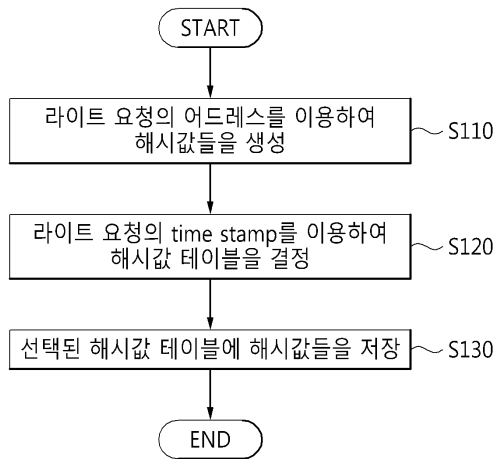 START
라이트 요청의 어드레스를 이용하여
해시값들을 생성
S110
라이트 요청의 time stamp를 이용하여
해시값 테이블을 결정
S120
선택된 해시값 테이블에 해시값들을 저장
S130
END